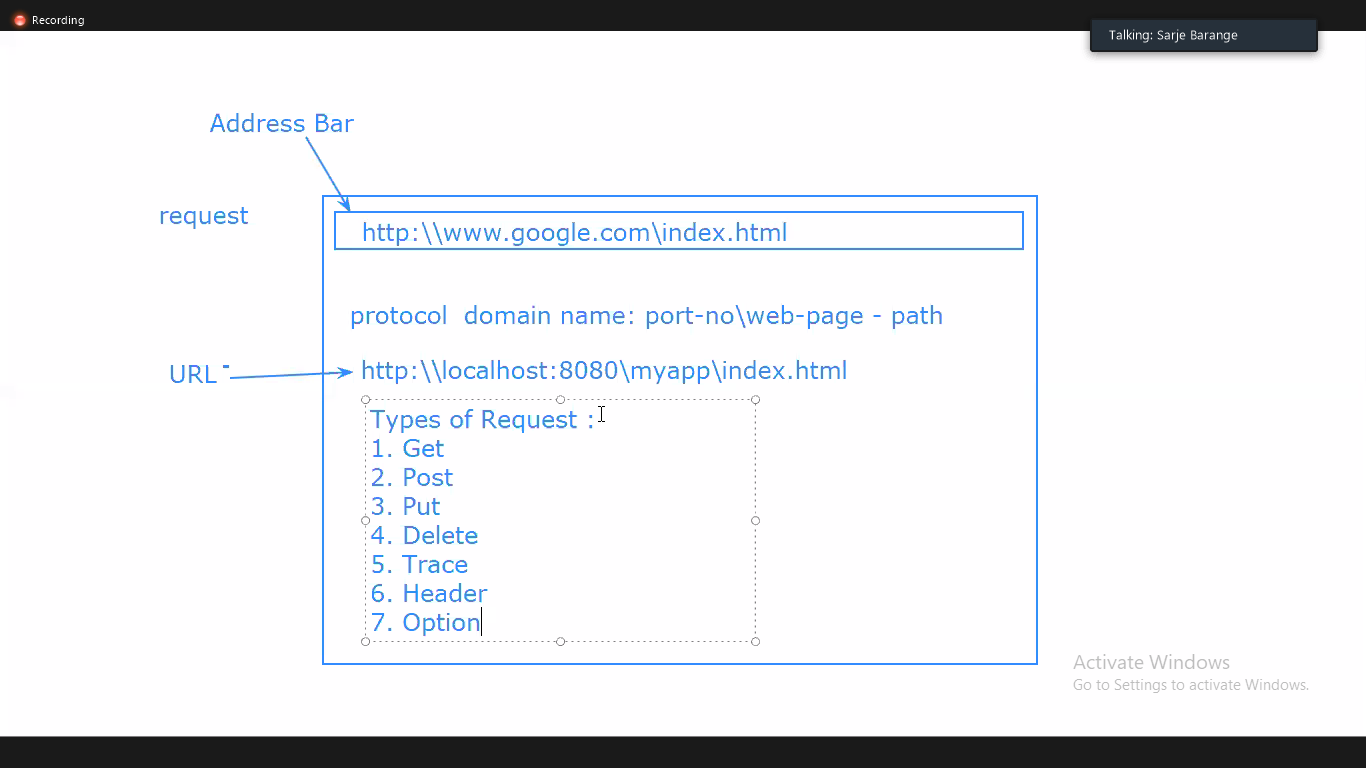 Recording
Talking: Sarje Barange
Address Bar
request
http:\\www.google.com\index.html
protocol  domain name: port-no\web-page - path
URL -
http:\\localhost:8080\myapp\index.html
Types of Request :
1. Get
2. Post
3. Put
4. Delete
5. Trace
6. Header
7. Option
Activate Windows
Go to Settings to activate Windows.